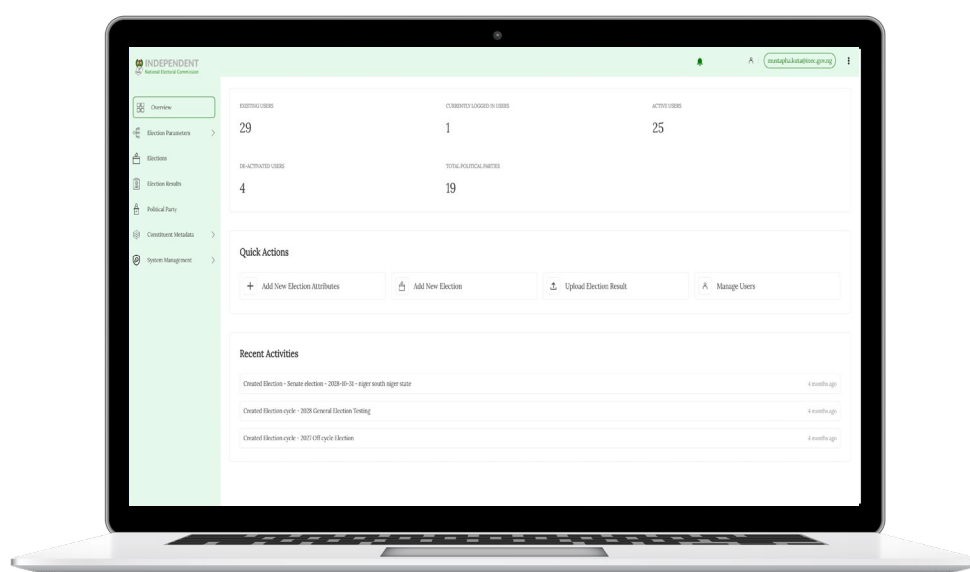 INDEPENDENT
National Electoral Commission
mustapha.kuta@inec.gov.ng
Overview
Election Parameters
Elections
Election Results
Political Party
Constituent Metadata
System Management
EXISTING USERS
CURRENTLY LOGGED IN USERS
ACTIVE USERS
29
1
25
DE-ACTIVATED USERS
TOTAL POLITICAL PARTIES
4
19
Quick Actions
Add New Election Attributes
Add New Election
Upload Election Result
Manage Users
Recent Activities
Created Election - Senate election - 2028-10-31 - niger south niger state
4 months ago
Created Election cycle - 2028 General Election Testing
4 months ago
Created Election cycle - 2027 Off cycle Election
4 months ago